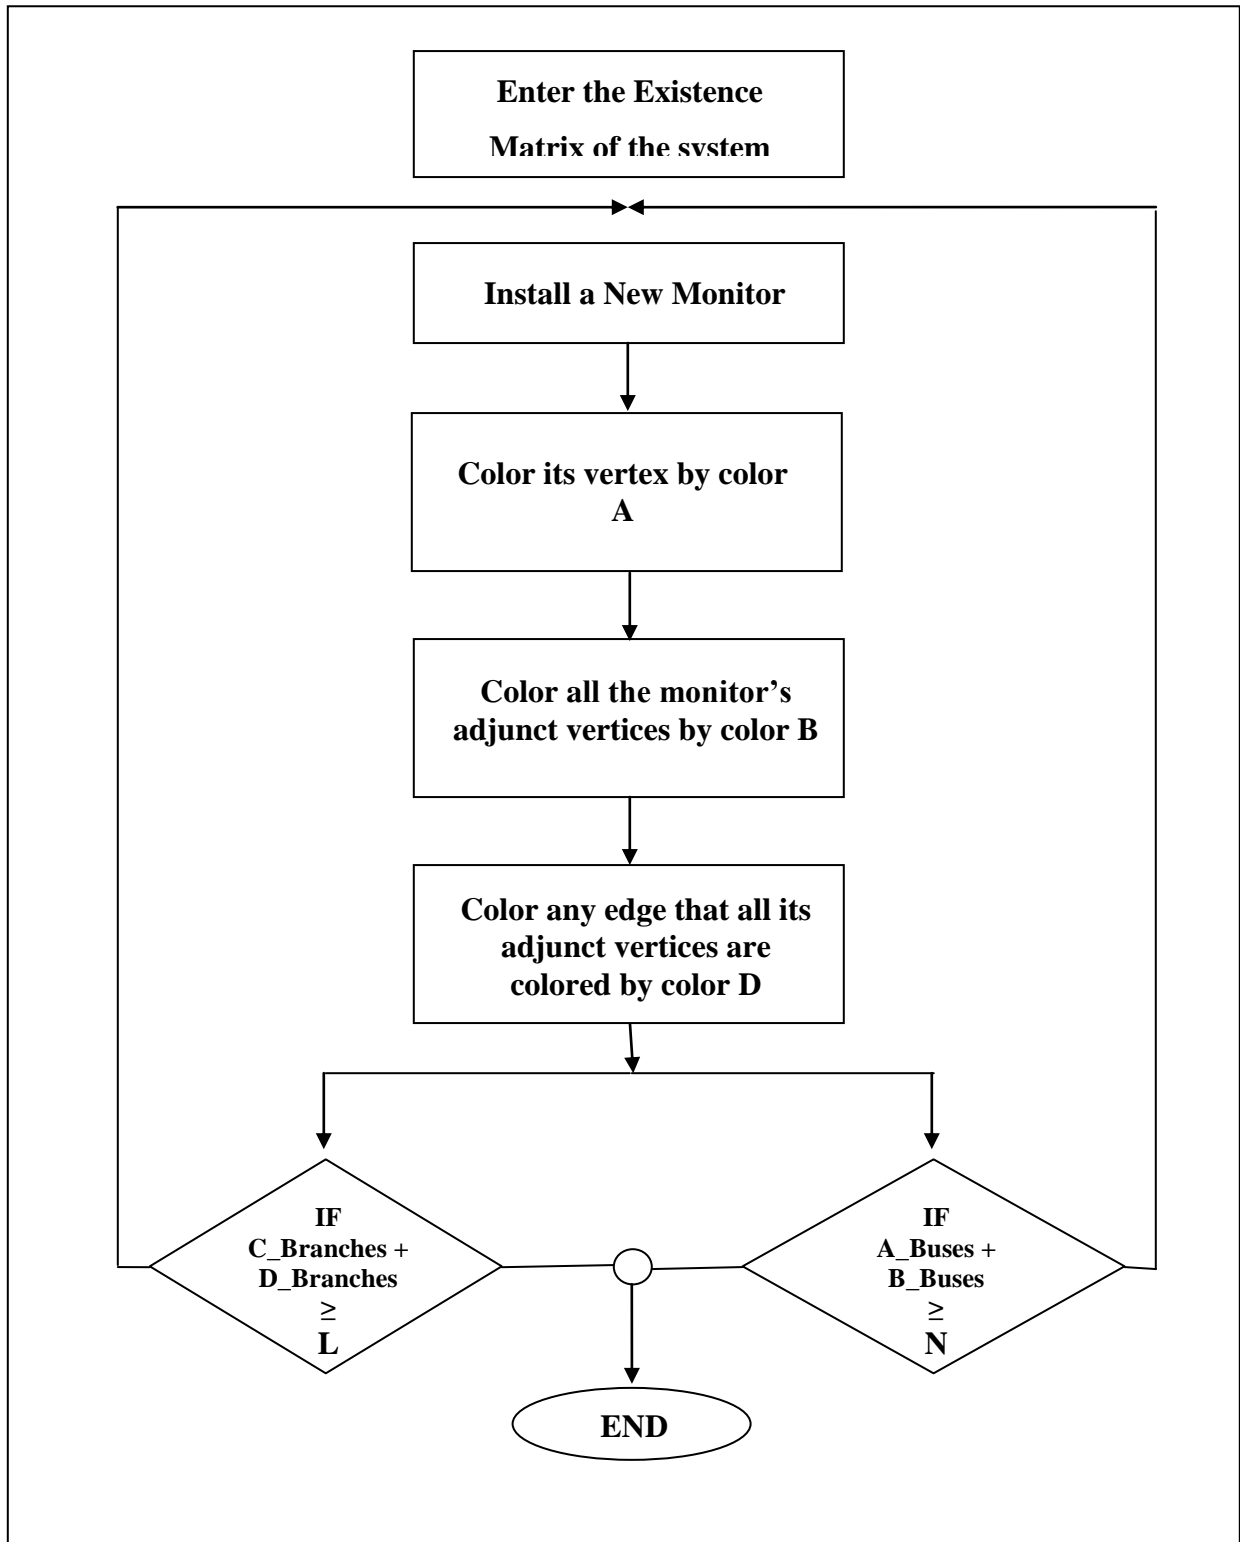 Enter the Existence
Matrix of the system
Install a New Monitor
Color its vertex by color
A
Color all the monitor’s
adjunct vertices by color B
Color any edge that all its
adjunct vertices are
colored by color D
IF
C_Branches +
D_Branches
≥
L
IF
A_Buses +
B_Buses
≥
N
END